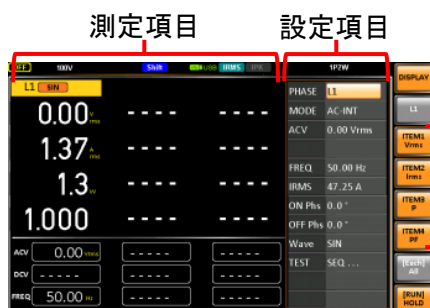 測定項目 設定項目
OFF 100V Shift USB IRMS IPK 1P2W DISPLAY
L1 SIN PHASE L1 L1
0.00 V rms - - - - - - - - MODE AC-INT
ACV 0.00 Vrms ITEM1 Vrms
1.37 A rms - - - - - - - -
FREQ 50.00 Hz ITEM2 Irms
1.3 W - - - - - - - - IRMS 47.25 A
ON Phs 0.0 ° ITEM3 P
1.000 - - - - - - - - OFF Phs 0.0 °
Wave SIN ITEM4 PF
ACV 0.00 Vrms - - - - - - - - - - TEST SEQ ... [Each] All
DCV - - - - - - - - - - - - - - -
FREQ 50.00 Hz - - - - - - - - - - [RUN] HOLD